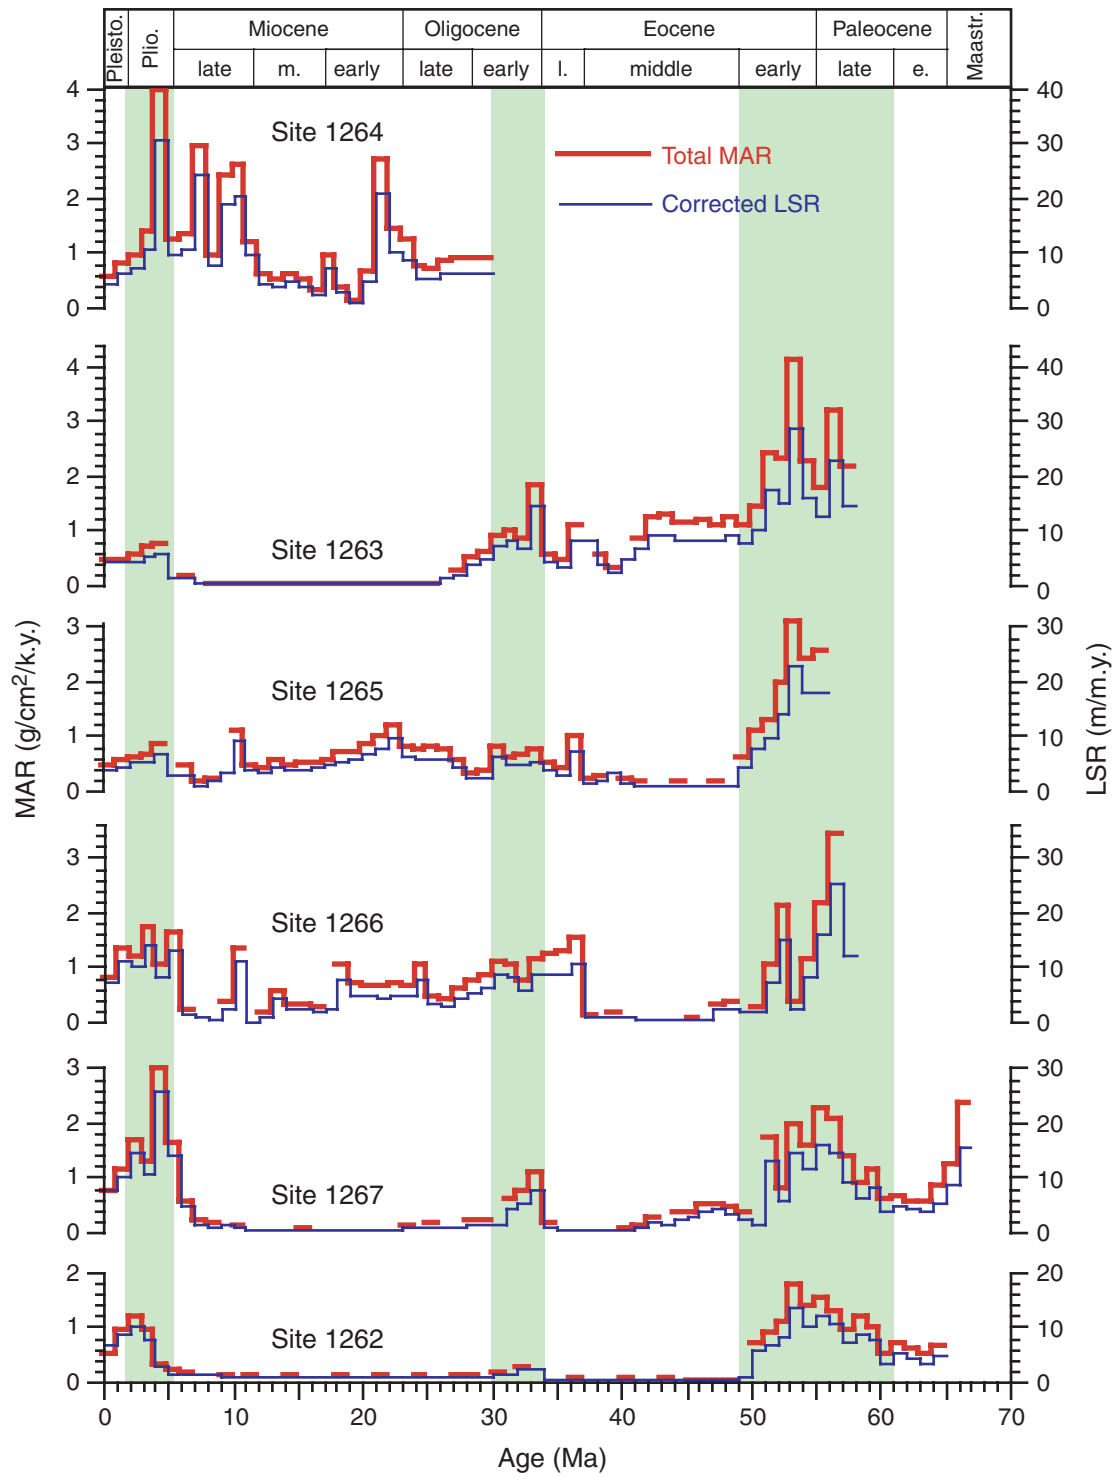 Pleisto.
Plio.
Miocene
Oligocene
Eocene
Paleocene
Maastr.
late
m.
early
late
early
l.
middle
early
late
e.
Site 1264
Total MAR
Corrected LSR
4
3
2
1
0
40
30
20
10
0
Site 1263
4
3
2
1
0
40
30
20
10
0
Site 1265
3
2
1
0
30
20
10
0
MAR (g/cm²/k.y.)
LSR (m/m.y.)
Site 1266
3
2
1
0
30
20
10
0
Site 1267
3
2
1
0
30
20
10
0
Site 1262
2
1
0
20
10
0
0 10 20 30 40 50 60 70
Age (Ma)